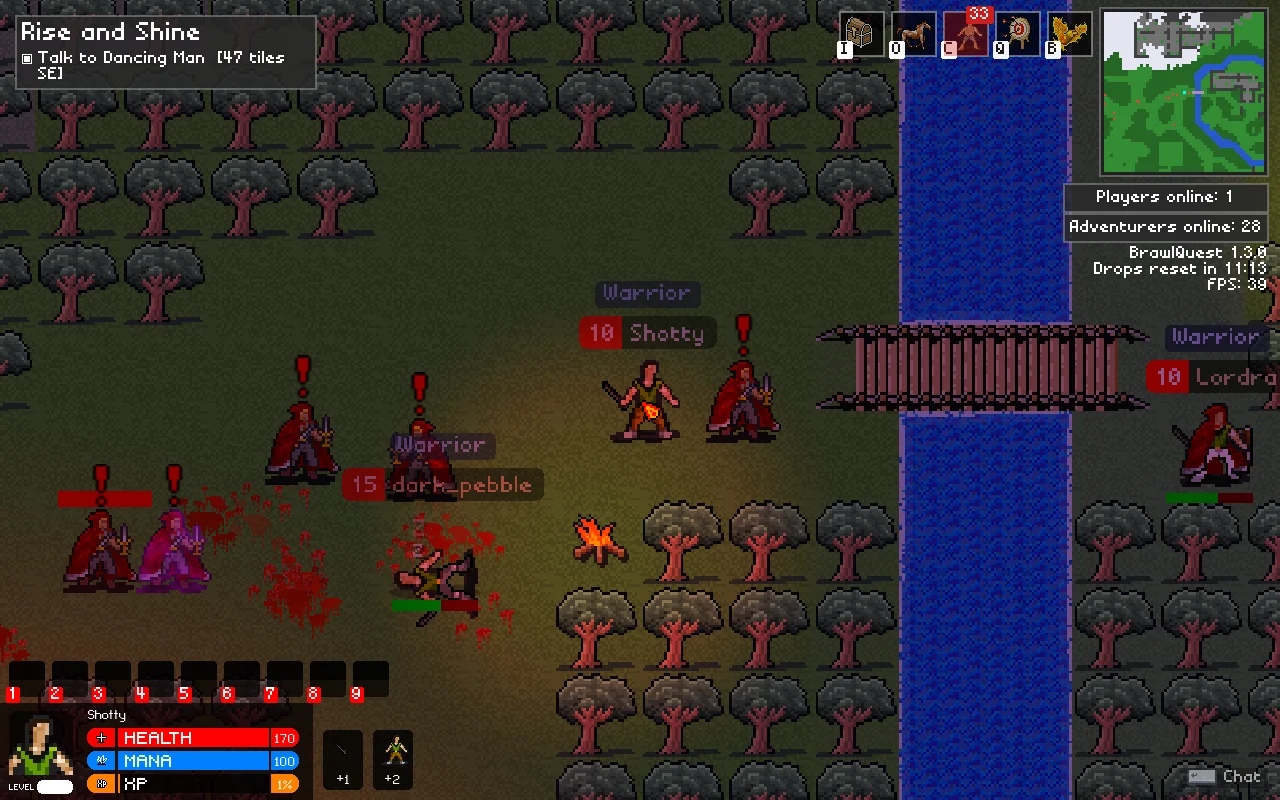 Rise and Shine
Talk to Dancing Man [47 tiles
SE]
33
I
O
C
Q
B
Players online: 1
Adventurers online: 28
BrawlQuest 1.3.0
Drops reset in 11:13
FPS: 39
Warrior
10 Shotty
Warrior
10 Lordra
Warrior
15 dark_pebble
1 2 3 4 5 6 7 8 9
Shotty
HEALTH 170
MANA 100
XP XP 1%
LEVEL
+1
+2
Chat